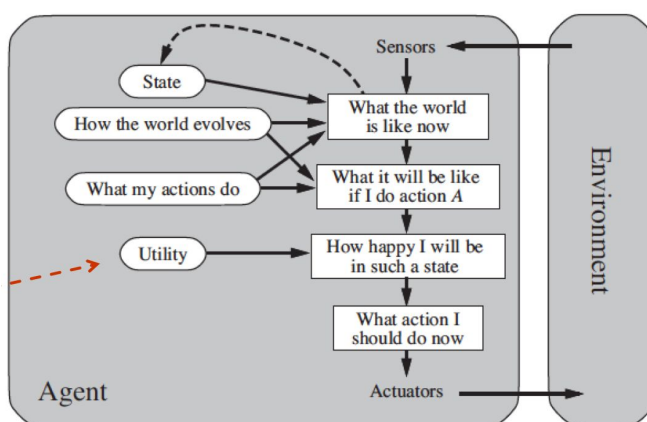 Sensors
State
What the world
is like now
How the world evolves
What my actions do
What it will be like
if I do action A
Utility
How happy I will be
in such a state
What action I
should do now
Agent
Actuators
Environment